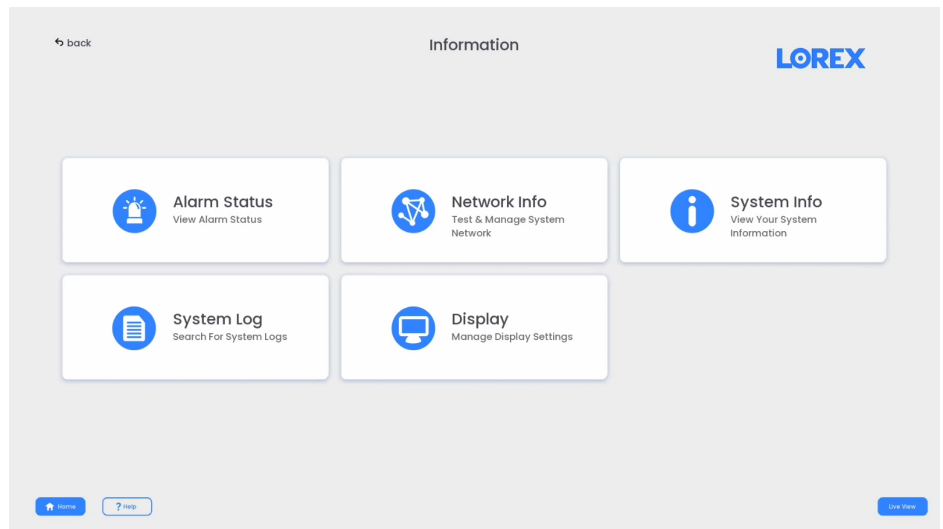 back
Information
LOREX
Alarm Status
View Alarm Status
Network Info
Test & Manage System
Network
System Info
View Your System
Information
System Log
Search For System Logs
Display
Manage Display Settings
Home
? Help
Live View